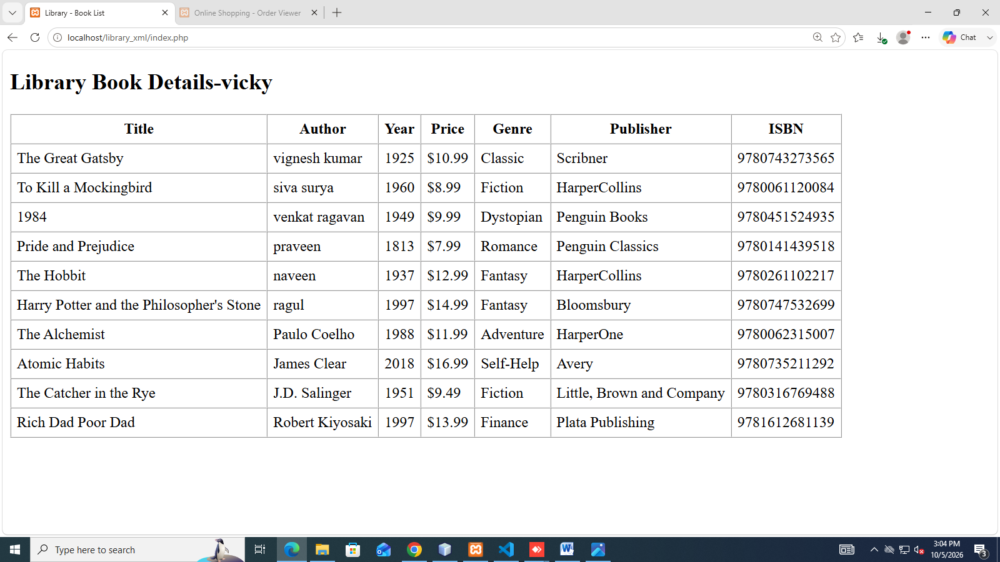 Library - Book List
Online Shopping - Order Viewer
localhost/library_xml/index.php
Chat
Library Book Details-vicky
Title Author Year Price Genre Publisher ISBN
The Great Gatsby vignesh kumar 1925 $10.99 Classic Scribner 9780743273565
To Kill a Mockingbird siva surya 1960 $8.99 Fiction HarperCollins 9780061120084
1984 venkat ragavan 1949 $9.99 Dystopian Penguin Books 9780451524935
Pride and Prejudice praveen 1813 $7.99 Romance Penguin Classics 9780141439518
The Hobbit naveen 1937 $12.99 Fantasy HarperCollins 9780261102217
Harry Potter and the Philosopher's Stone ragul 1997 $14.99 Fantasy Bloomsbury 9780747532699
The Alchemist Paulo Coelho 1988 $11.99 Adventure HarperOne 9780062315007
Atomic Habits James Clear 2018 $16.99 Self-Help Avery 9780735211292
The Catcher in the Rye J.D. Salinger 1951 $9.49 Fiction Little, Brown and Company 9780316769488
Rich Dad Poor Dad Robert Kiyosaki 1997 $13.99 Finance Plata Publishing 9781612681139
Type here to search
3:04 PM
10/5/2026
3